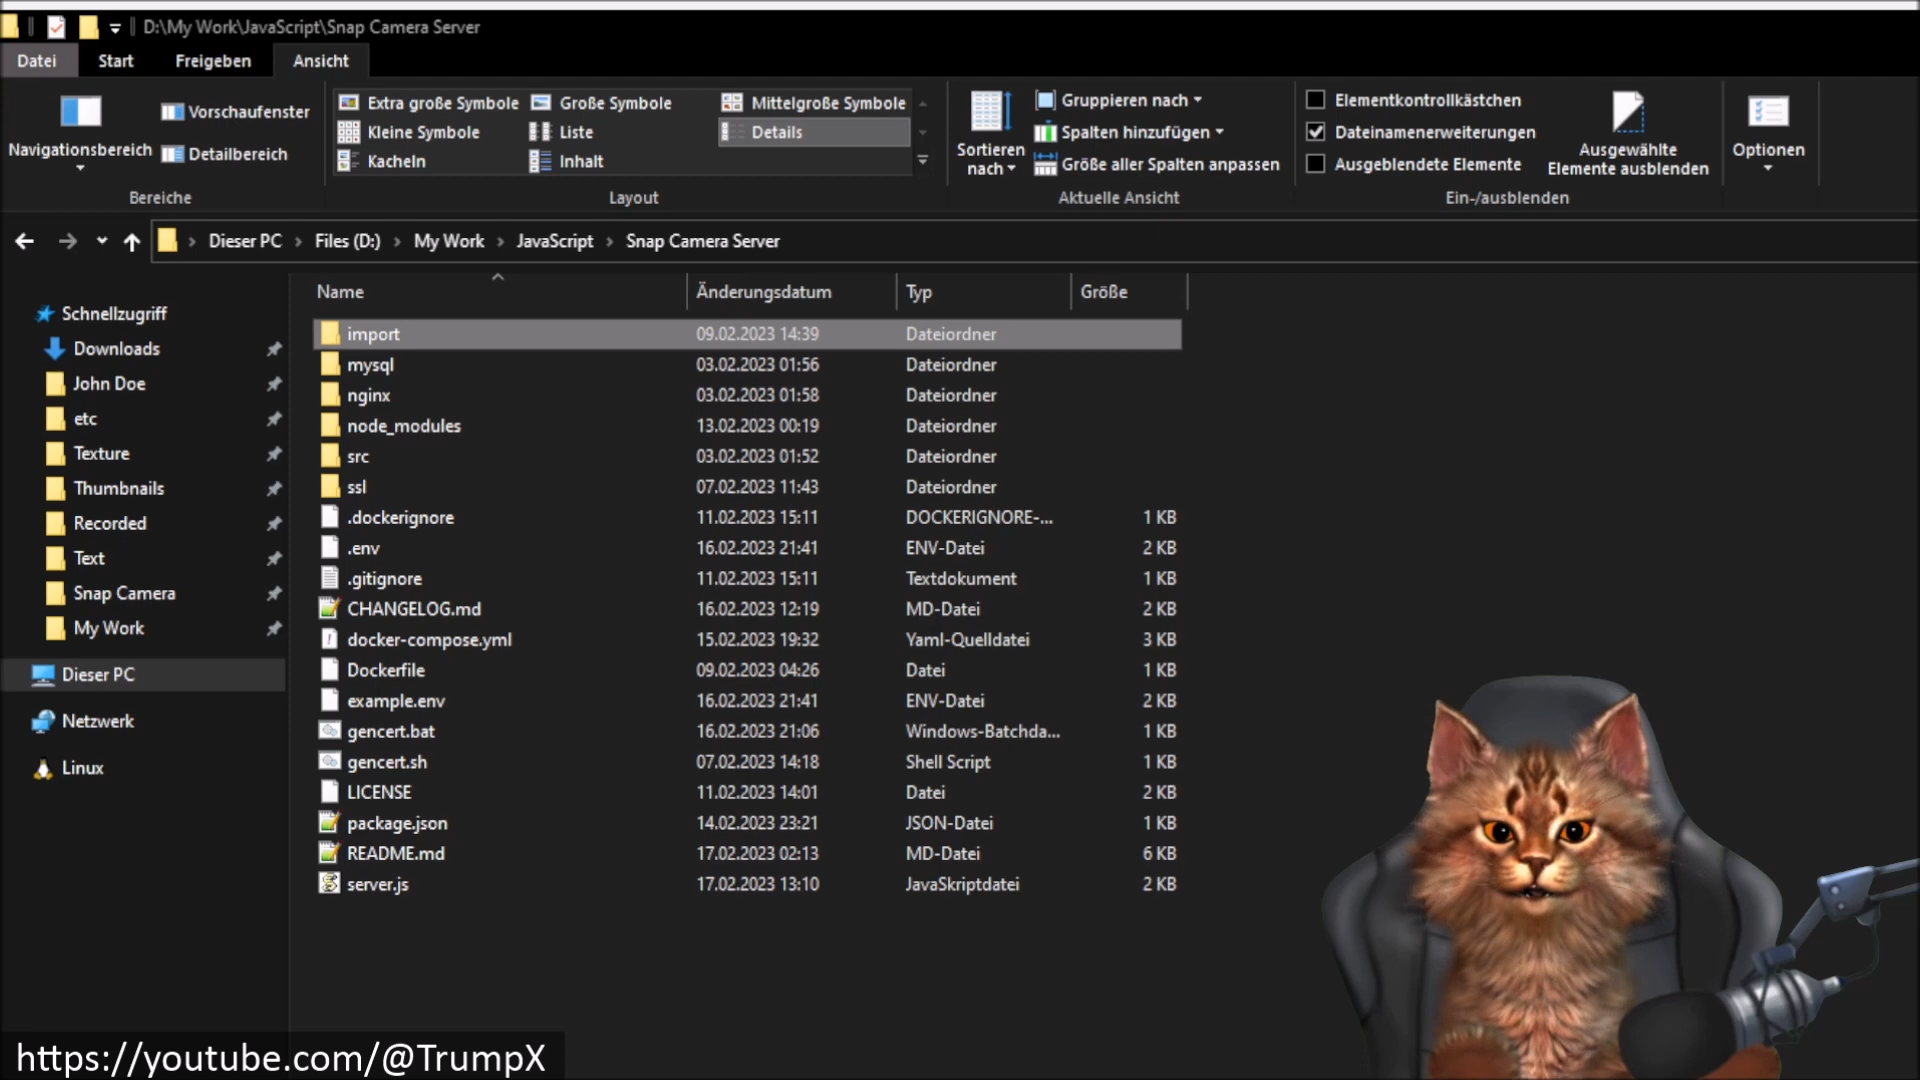 D:\My Work\JavaScript\Snap Camera Server
Datei Start Freigeben Ansicht
Navigationsbereich
Vorschaufenster
Detailbereich
Bereiche
Extra große Symbole Große Symbole Mittelgroße Symbole
Kleine Symbole Liste Details
Kacheln Inhalt
Layout
Sortieren
nach
Gruppieren nach
Spalten hinzufügen
Größe aller Spalten anpassen
Aktuelle Ansicht
Elementkontrollkästchen
Dateinamenerweiterungen
Ausgeblendete Elemente
Ausgewählte
Elemente ausblenden
Ein-/ausblenden
Optionen
Dieser PC Files (D:) My Work JavaScript Snap Camera Server
Schnellzugriff
Downloads
John Doe
etc
Texture
Thumbnails
Recorded
Text
Snap Camera
My Work
Dieser PC
Netzwerk
Linux
Name Änderungsdatum Typ Größe
import 09.02.2023 14:39 Dateiordner
mysql 03.02.2023 01:56 Dateiordner
nginx 03.02.2023 01:58 Dateiordner
node_modules 13.02.2023 00:19 Dateiordner
src 03.02.2023 01:52 Dateiordner
ssl 07.02.2023 11:43 Dateiordner
.dockerignore 11.02.2023 15:11 DOCKERIGNORE-... 1 KB
.env 16.02.2023 21:41 ENV-Datei 2 KB
.gitignore 11.02.2023 15:11 Textdokument 1 KB
CHANGELOG.md 16.02.2023 12:19 MD-Datei 2 KB
docker-compose.yml 15.02.2023 19:32 Yaml-Quelldatei 3 KB
Dockerfile 09.02.2023 04:26 Datei 1 KB
example.env 16.02.2023 21:41 ENV-Datei 2 KB
gencert.bat 16.02.2023 21:06 Windows-Batchda... 1 KB
gencert.sh 07.02.2023 14:18 Shell Script 1 KB
LICENSE 11.02.2023 14:01 Datei 2 KB
package.json 14.02.2023 23:21 JSON-Datei 1 KB
README.md 17.02.2023 02:13 MD-Datei 6 KB
server.js 17.02.2023 13:10 JavaSkriptdatei 2 KB
https://youtube.com/@TrumpX